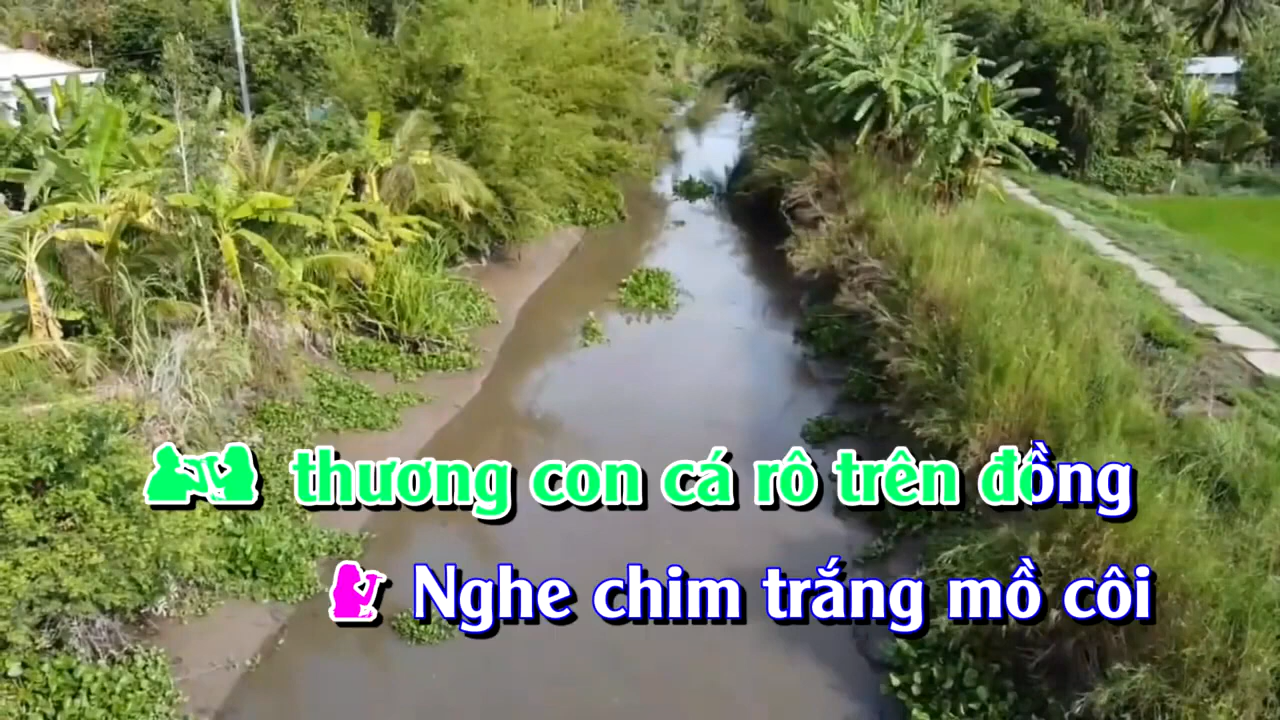 thương con cá rô trên đồng
Nghe chim trắng mồ côi